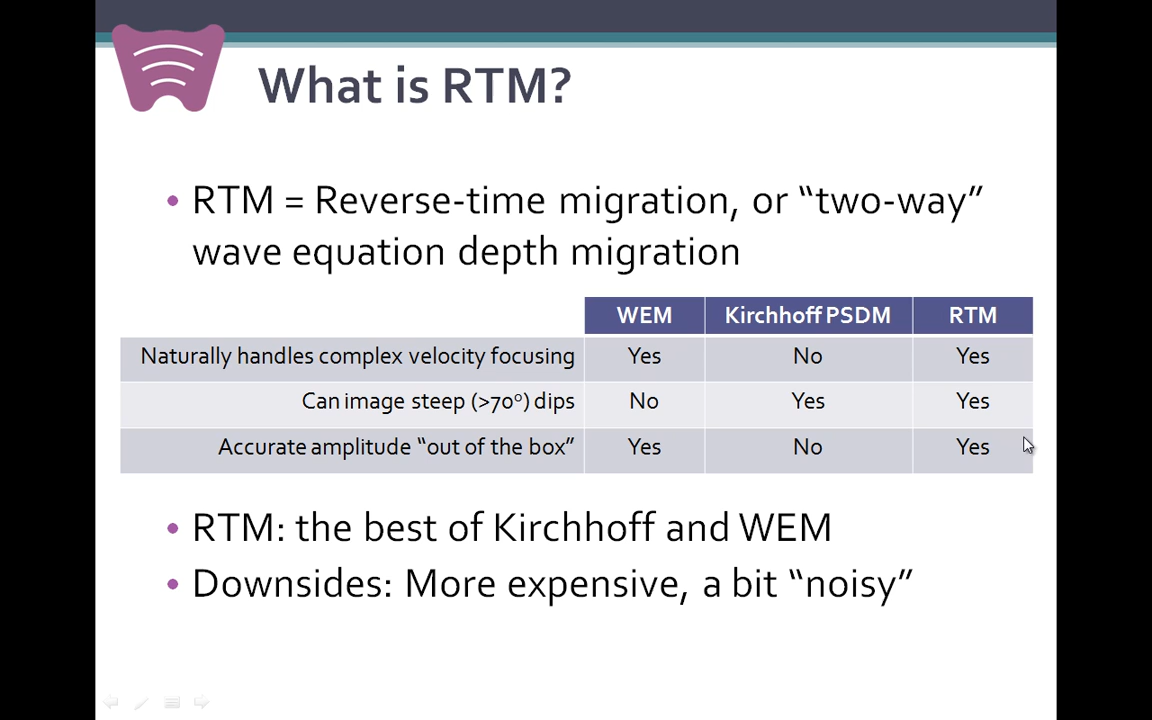 What is RTM?
• RTM = Reverse-time migration, or “two-way”
wave equation depth migration
WEM Kirchhoff PSDM RTM
Naturally handles complex velocity focusing Yes No Yes
Can image steep (>70°) dips No Yes Yes
Accurate amplitude “out of the box” Yes No Yes
• RTM: the best of Kirchhoff and WEM
• Downsides: More expensive, a bit “noisy”